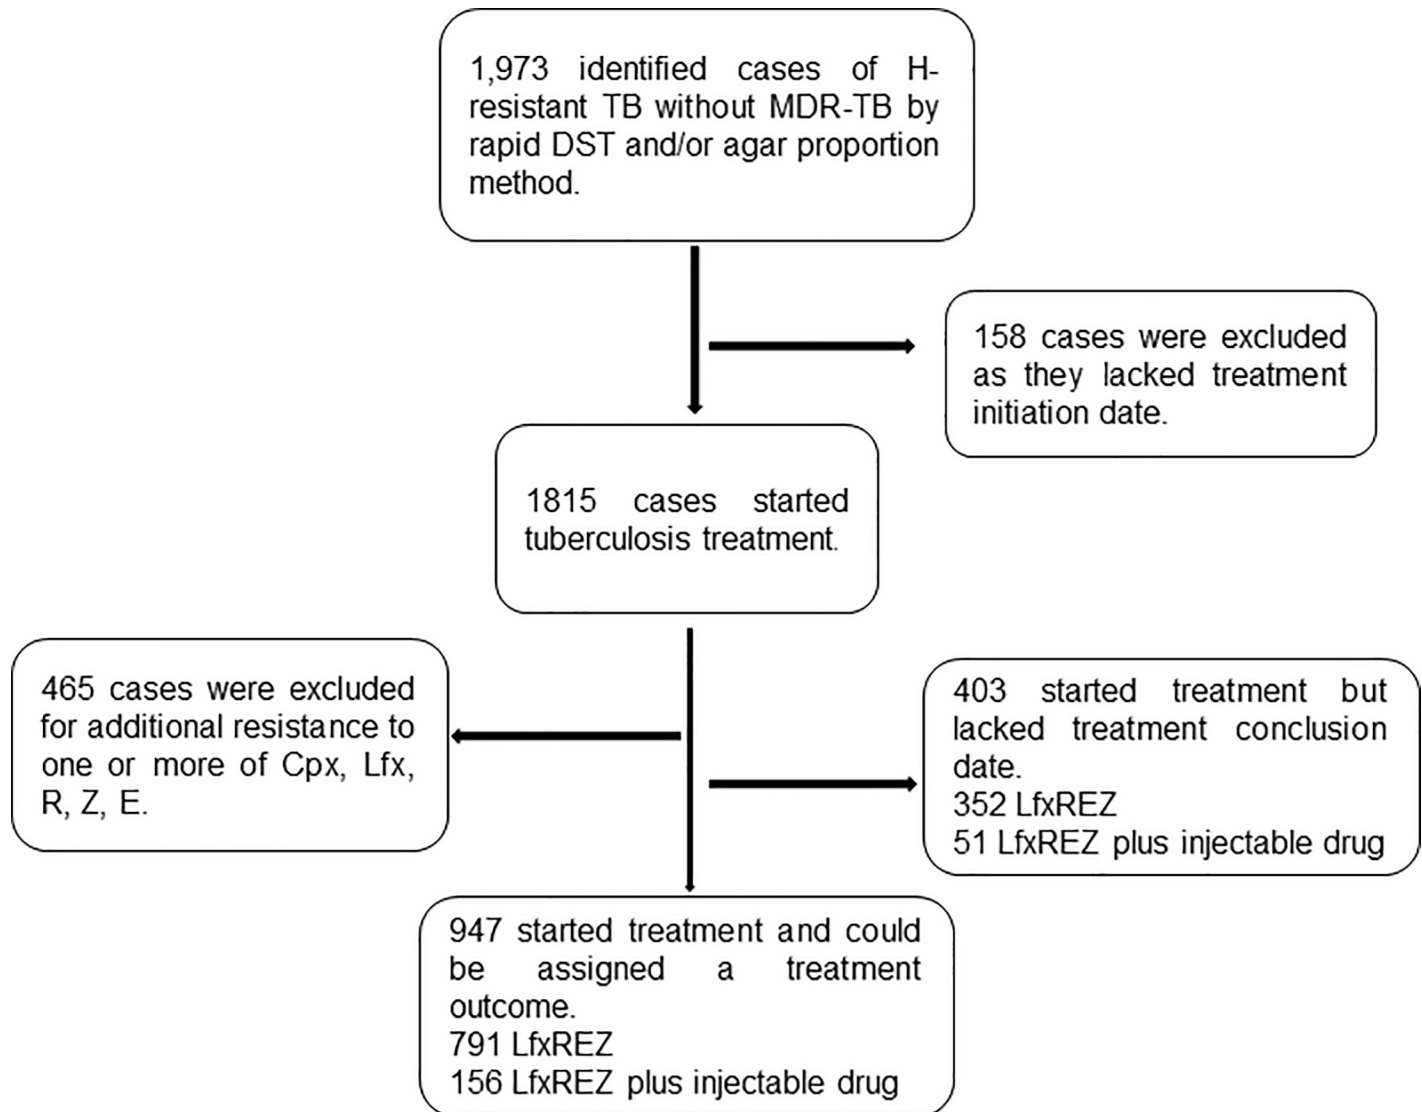 1,973 identified cases of H-
resistant TB without MDR-TB by
rapid DST and/or agar proportion
method.
158 cases were excluded
as they lacked treatment
initiation date.
1815 cases started
tuberculosis treatment.
465 cases were excluded
for additional resistance to
one or more of Cpx, Lfx,
R, Z, E.
403 started treatment but
lacked treatment conclusion
date.
352 LfxREZ
51 LfxREZ plus injectable drug
947 started treatment and could
be assigned a treatment
outcome.
791 LfxREZ
156 LfxREZ plus injectable drug